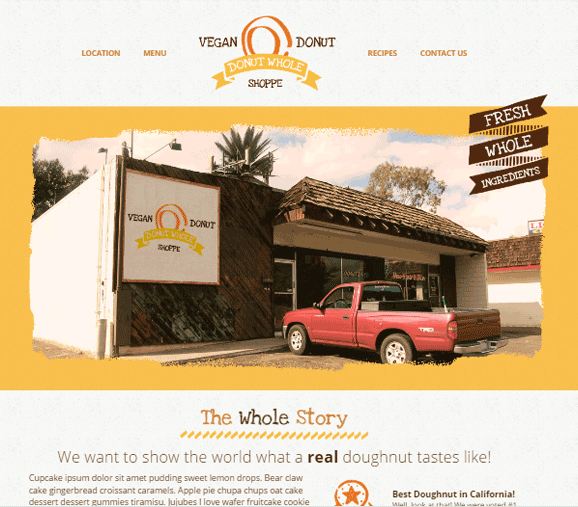 LOCATION
MENU
VEGAN DONUT
DONUT WHOLE
SHOPPE
RECIPES
CONTACT US
FRESH
WHOLE
INGREDIENTS
VEGAN DONUT
DONUT WHOLE
SHOPPE
TRD
The Whole Story
We want to show the world what a real doughnut tastes like!
Cupcake ipsum dolor sit amet pudding sweet lemon drops. Bear claw
cake gingerbread croissant caramels. Apple pie chupa chups oat cake
dessert dessert gummies tiramisu. Jujubes I love wafer fruitcake cookie
Best Doughnut in California!
Well, look at that! We were voted #1